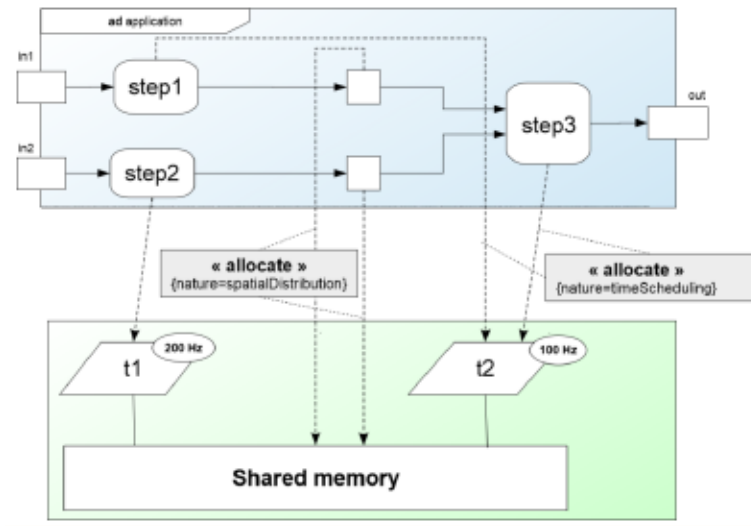 ad application
in1
step1
out
step3
in2
step2
« allocate »
{nature=spatialDistribution}
« allocate »
{nature=timeScheduling}
200 Hz
t1
100 Hz
t2
Shared memory